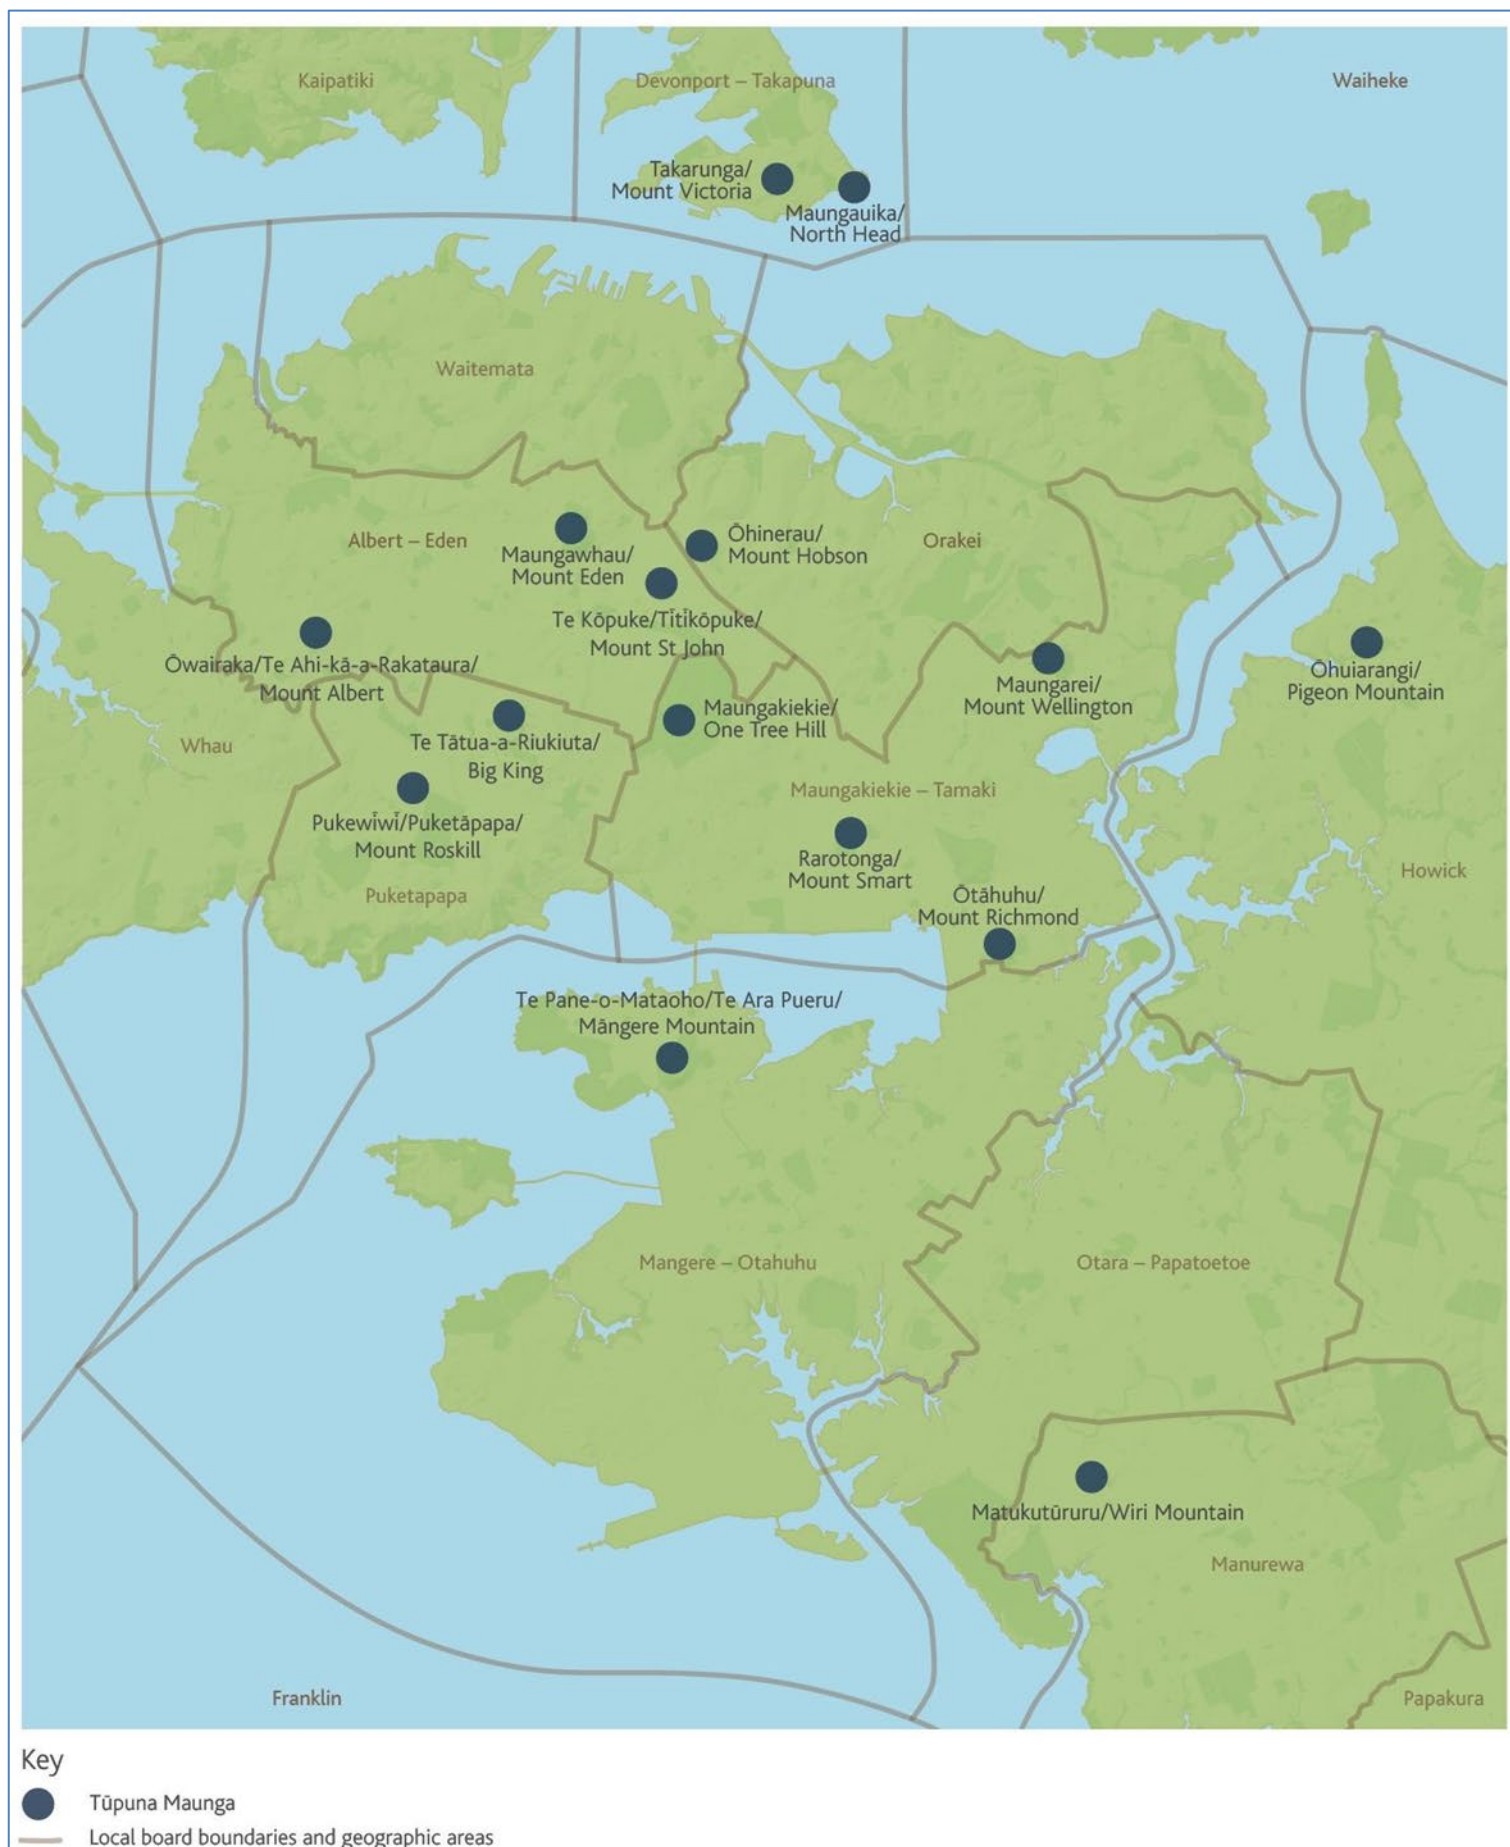 Kaipatiki
Devonport – Takapuna
Waiheke
Takarunga/
Mount Victoria
Maungauika/
North Head
Waitemata
Albert – Eden
Maungawhau/
Mount Eden
Ōhinerau/
Mount Hobson
Orakei
Te Kōpuke/Tītīkōpuke/
Mount St John
Ōwairaka/Te Ahi-kā-a-Rakataura/
Mount Albert
Maungarei/
Mount Wellington
Ōhuiarangi/
Pigeon Mountain
Whau
Te Tātua-a-Riukiuta/
Big King
Maungakiekie/
One Tree Hill
Pukewīwī/Puketāpapa/
Mount Roskill
Maungakiekie – Tamaki
Rarotonga/
Mount Smart
Howick
Puketapapa
Ōtāhuhu/
Mount Richmond
Te Pane-o-Mataoho/Te Ara Pueru/
Māngere Mountain
Mangere – Otahuhu
Otara – Papatoetoe
Matukutūruru/Wiri Mountain
Manurewa
Franklin
Papakura
Key
Tūpuna Maunga
Local board boundaries and geographic areas